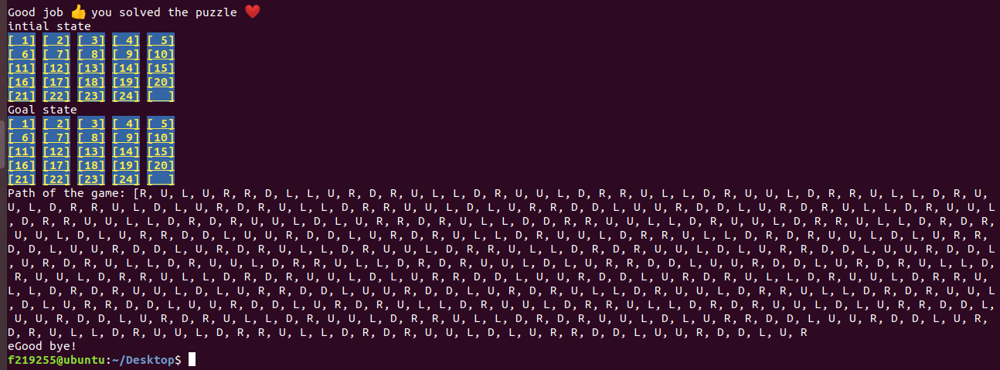 Good job 👍 you solved the puzzle ❤️
intial state
[ 1] [ 2] [ 3] [ 4] [ 5]
[ 6] [ 7] [ 8] [ 9] [10]
[11] [12] [13] [14] [15]
[16] [17] [18] [19] [20]
[21] [22] [23] [24] [  ]
Goal state
[ 1] [ 2] [ 3] [ 4] [ 5]
[ 6] [ 7] [ 8] [ 9] [10]
[11] [12] [13] [14] [15]
[16] [17] [18] [19] [20]
[21] [22] [23] [24] [  ]
Path of the game: [R, U, L, U, R, R, D, L, L, U, R, D, R, U, L, L, D, R, U, U, L, D, R, R, U, L, L, D, R, U, U, L, D, R, R, U, L, L, D, R, U,
U, L, D, R, R, U, L, D, L, U, R, D, R, U, L, L, D, R, R, U, U, L, D, L, U, R, R, D, D, L, U, U, R, D, D, L, U, R, D, R, U, L, L, D, R, U, U, L
, D, R, R, U, U, L, L, D, R, D, R, U, U, L, D, L, U, R, R, D, R, U, L, L, D, D, R, R, U, U, L, L, D, R, U, U, L, D, R, R, U, L, L, D, R, D, R,
U, U, L, D, L, U, R, R, D, D, L, U, U, R, D, D, L, U, R, D, R, U, L, L, D, R, U, U, L, D, R, R, U, L, L, D, R, D, R, U, U, L, D, L, U, R, R,
D, D, L, U, U, R, D, D, L, U, R, D, R, U, L, L, D, R, U, U, L, D, R, R, U, L, L, D, R, D, R, U, U, L, D, L, U, R, R, D, D, L, U, U, R, D, D, L
, U, R, D, R, U, L, L, D, R, U, U, L, D, R, R, U, L, L, D, R, D, R, U, U, L, D, L, U, R, R, D, D, L, U, U, R, D, D, L, U, R, D, R, U, L, L, D,
R, U, U, L, D, R, R, U, L, L, D, R, D, R, U, U, L, D, L, U, R, R, D, D, L, U, U, R, D, D, L, U, R, D, R, U, L, L, D, R, U, U, L, D, R, R, U,
L, L, D, R, D, R, U, U, L, D, L, U, R, R, D, D, L, U, U, R, D, D, L, U, R, D, R, U, L, L, D, R, U, U, L, D, R, R, U, L, L, D, R, D, R, U, U, L
, D, L, U, R, R, D, D, L, U, U, R, D, D, L, U, R, D, R, U, L, L, D, R, U, U, L, D, R, R, U, L, L, D, R, D, R, U, U, L, D, L, U, R, R, D, D, L,
U, U, R, D, D, L, U, R, D, R, U, L, L, D, R, U, U, L, D, R, R, U, L, L, D, R, D, R, U, U, L, D, L, U, R, R, D, D, L, U, U, R, D, D, L, U, R,
D, R, U, L, L, D, R, U, U, L, D, R, R, U, L, L, D, R, D, R, U, U, L, D, L, U, R, R, D, D, L, U, U, R, D, D, L, U, R
eGood bye!
f219255@ubuntu:~/Desktop$